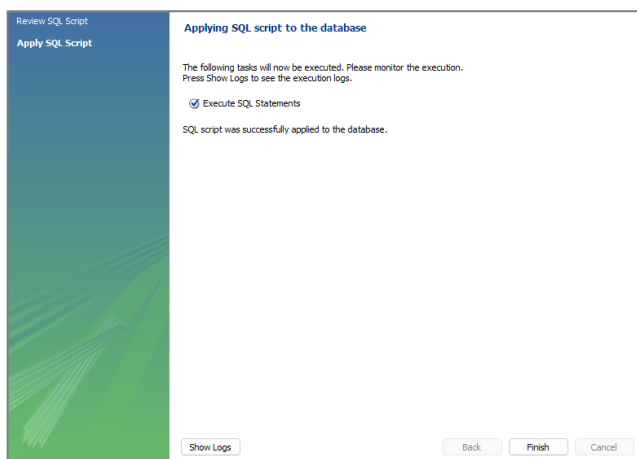 Review SQL Script
Apply SQL Script
Applying SQL script to the database
The following tasks will now be executed. Please monitor the execution.
Press Show Logs to see the execution logs.
Execute SQL Statements
SQL script was successfully applied to the database.
Show Logs
Back
Finish
Cancel